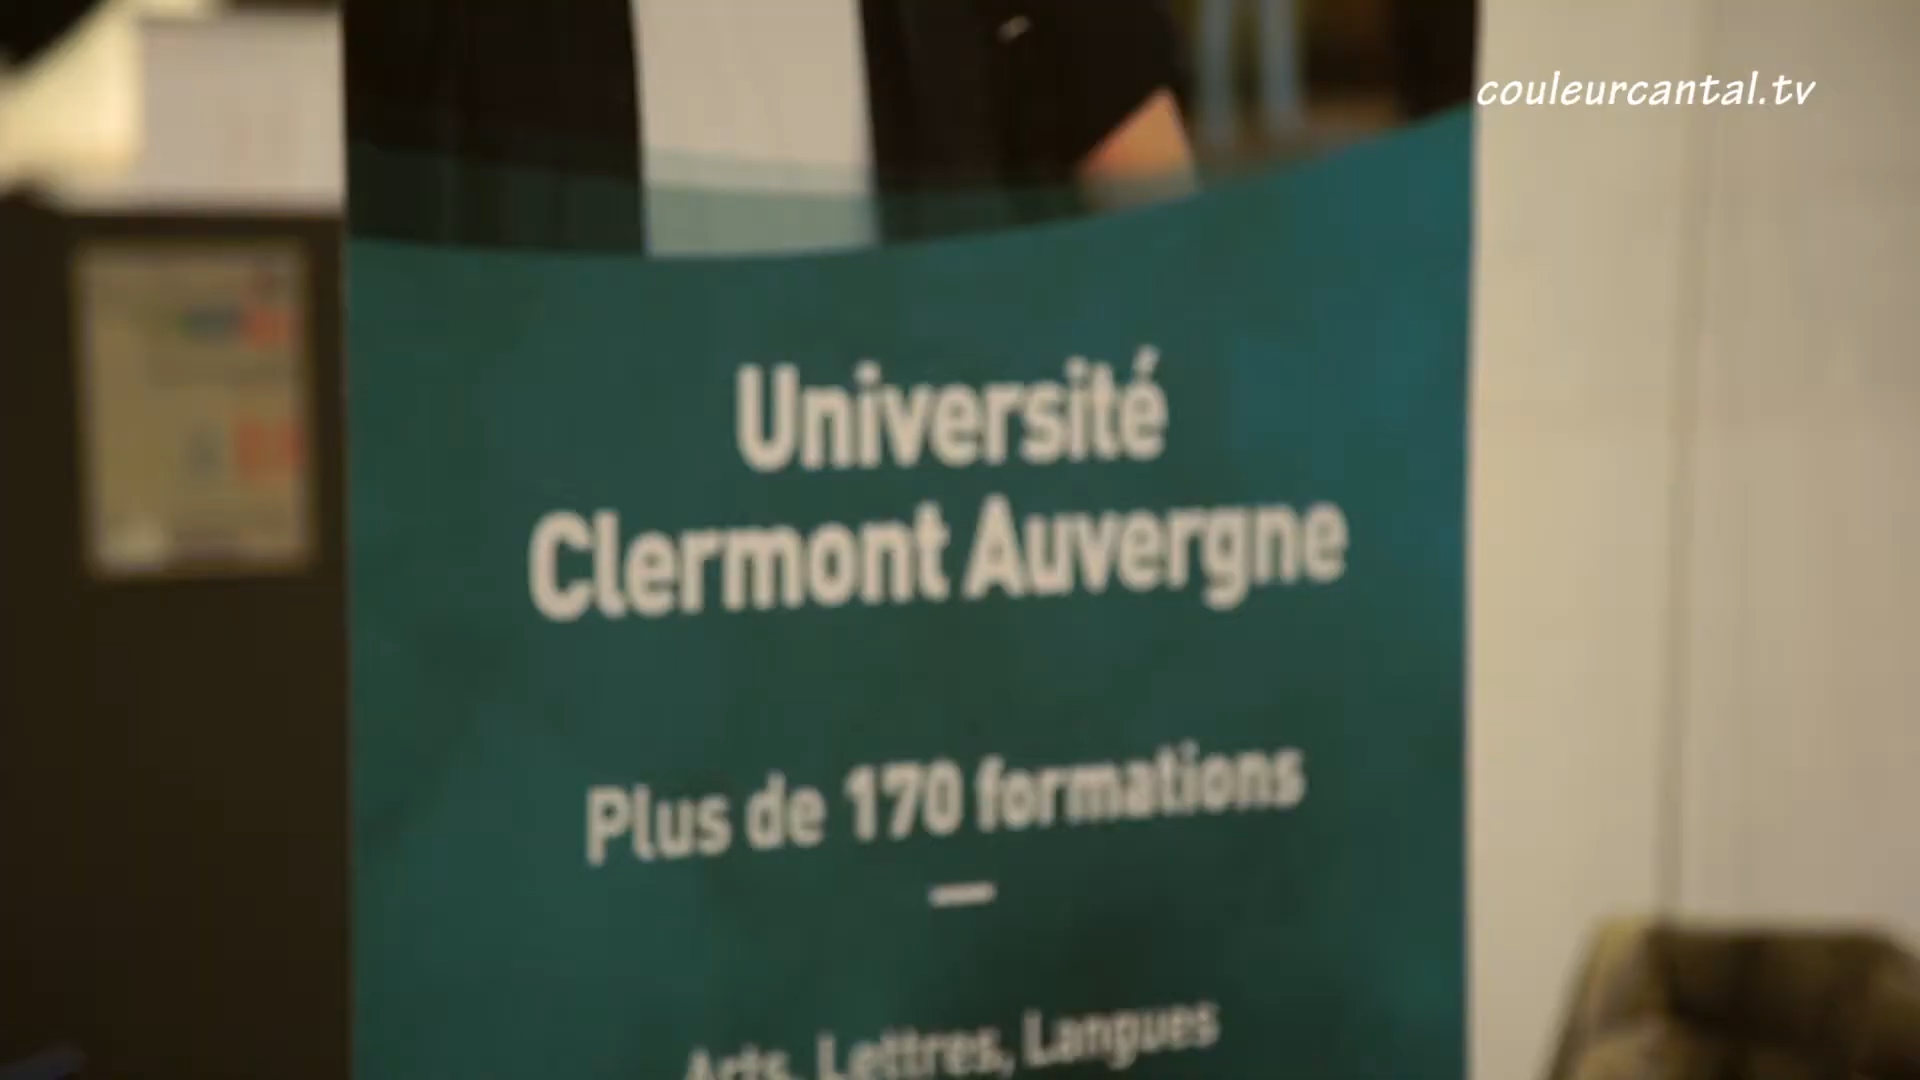 couleurcantal.tv
Université
Clermont Auvergne
Plus de 170 formations
—
Arts, Lettres, Langues